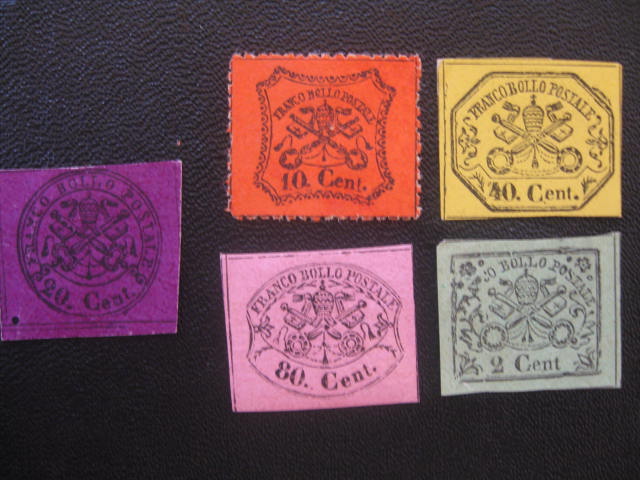 FRANCO BOLLO POSTALE
20. Cent.
FRANCO BOLLO POSTALE
10. Cent.
FRANCO BOLLO POSTALE
40 Cent.
FRANCO BOLLO POSTALE
80. Cent.
CO BOLLO POSTALE
2 Cent